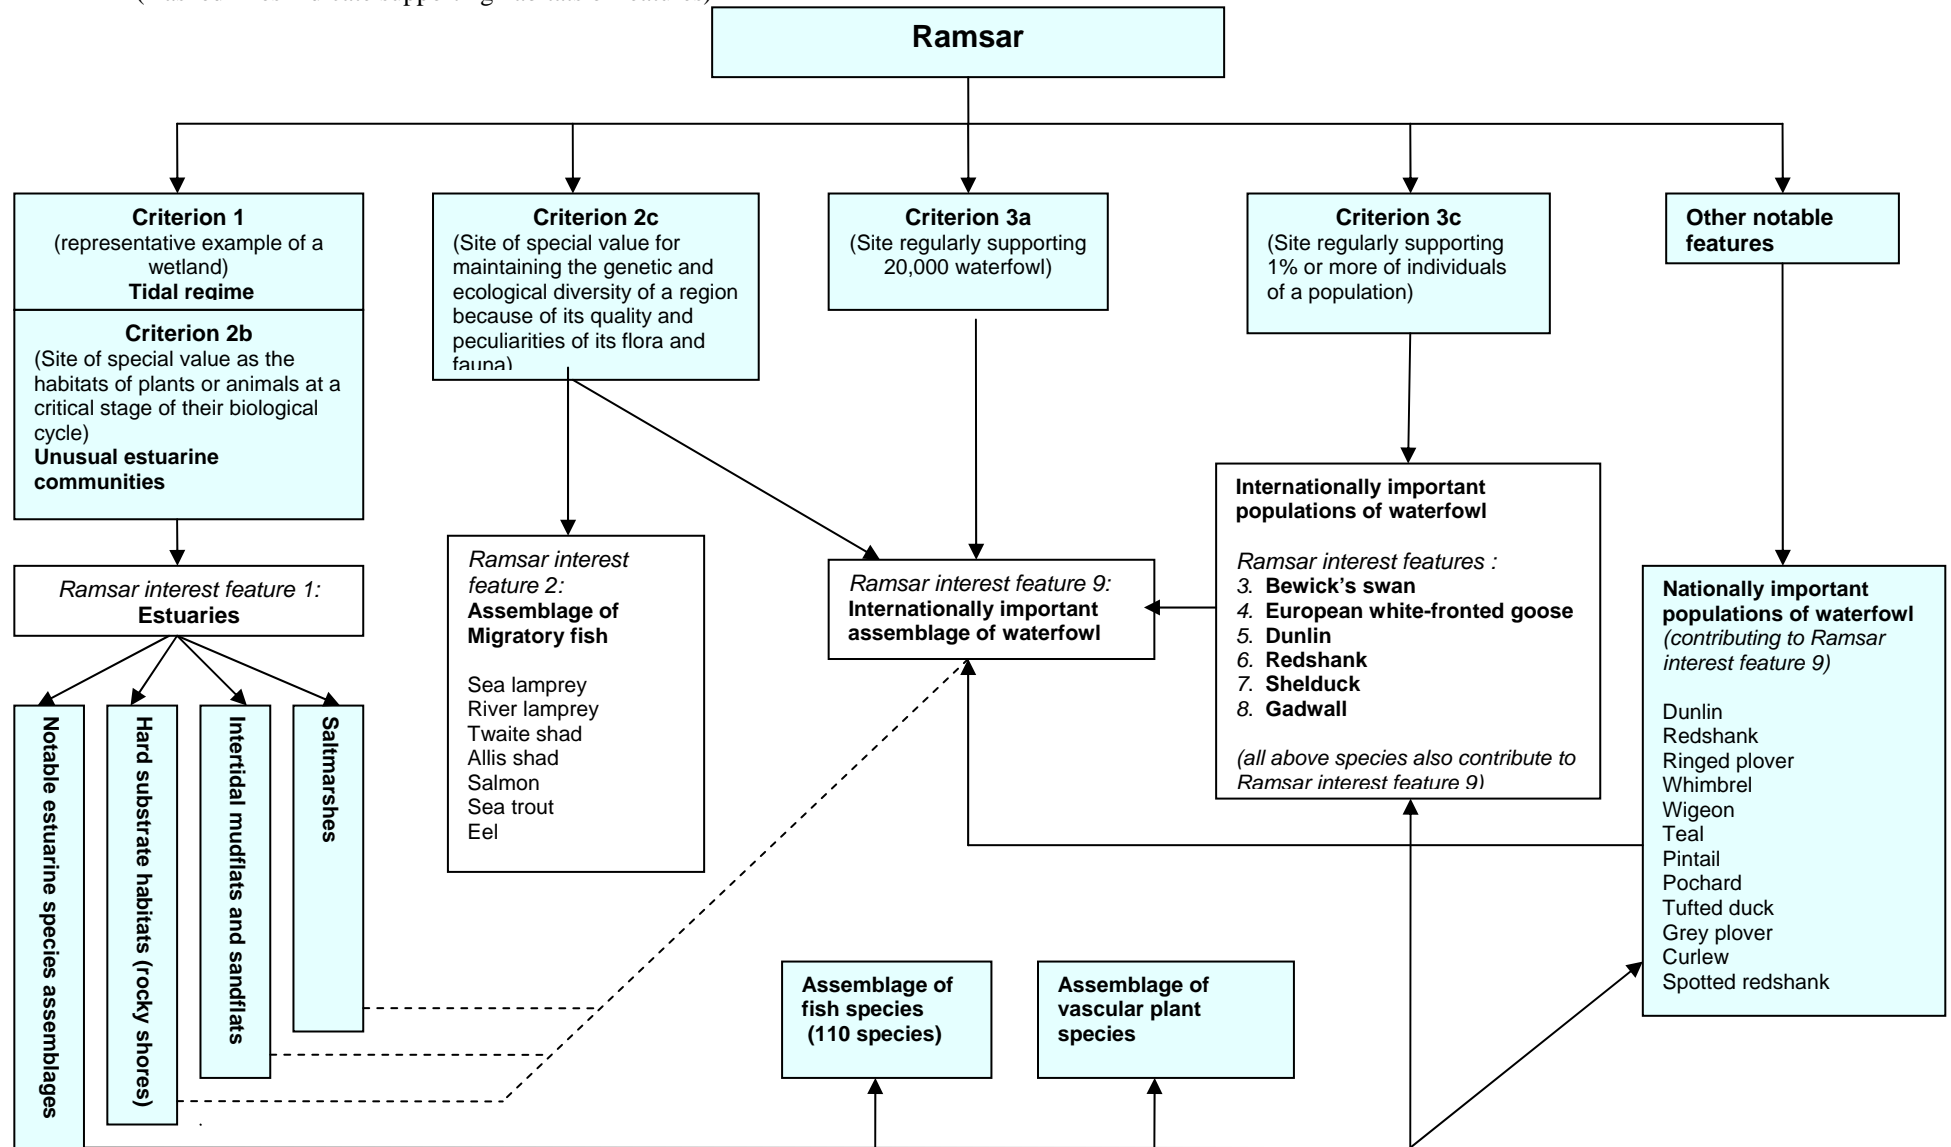 Ramsar
Criterion 1
(representative example of a
wetland)
Tidal regime
Criterion 2b
(Site of special value as the
habitats of plants or animals at a
critical stage of their biological
cycle)
Unusual estuarine
communities
Criterion 2c
(Site of special value for
maintaining the genetic and
ecological diversity of a region
because of its quality and
peculiarities of its flora and
fauna)
Criterion 3a
(Site regularly supporting
20,000 waterfowl)
Criterion 3c
(Site regularly supporting
1% or more of individuals
of a population)
Other notable
features
Ramsar interest feature 1:
Estuaries
Notable estuarine species assemblages
Hard substrate habitats (rocky shores)
Intertidal mudflats and sandflats
Saltmarshes
Ramsar interest
feature 2:
Assemblage of
Migratory fish
Sea lamprey
River lamprey
Twaite shad
Allis shad
Salmon
Sea trout
Eel
Ramsar interest feature 9:
Internationally important
assemblage of waterfowl
Internationally important
populations of waterfowl
Ramsar interest features :
3. Bewick's swan
4. European white-fronted goose
5. Dunlin
6. Redshank
7. Shelduck
8. Gadwall
(all above species also contribute to
Ramsar interest feature 9)
Nationally important
populations of waterfowl
(contributing to Ramsar
interest feature 9)
Dunlin
Redshank
Ringed plover
Whimbrel
Wigeon
Teal
Pintail
Pochard
Tufted duck
Grey plover
Curlew
Spotted redshank
Assemblage of
fish species
(110 species)
Assemblage of
vascular plant
species